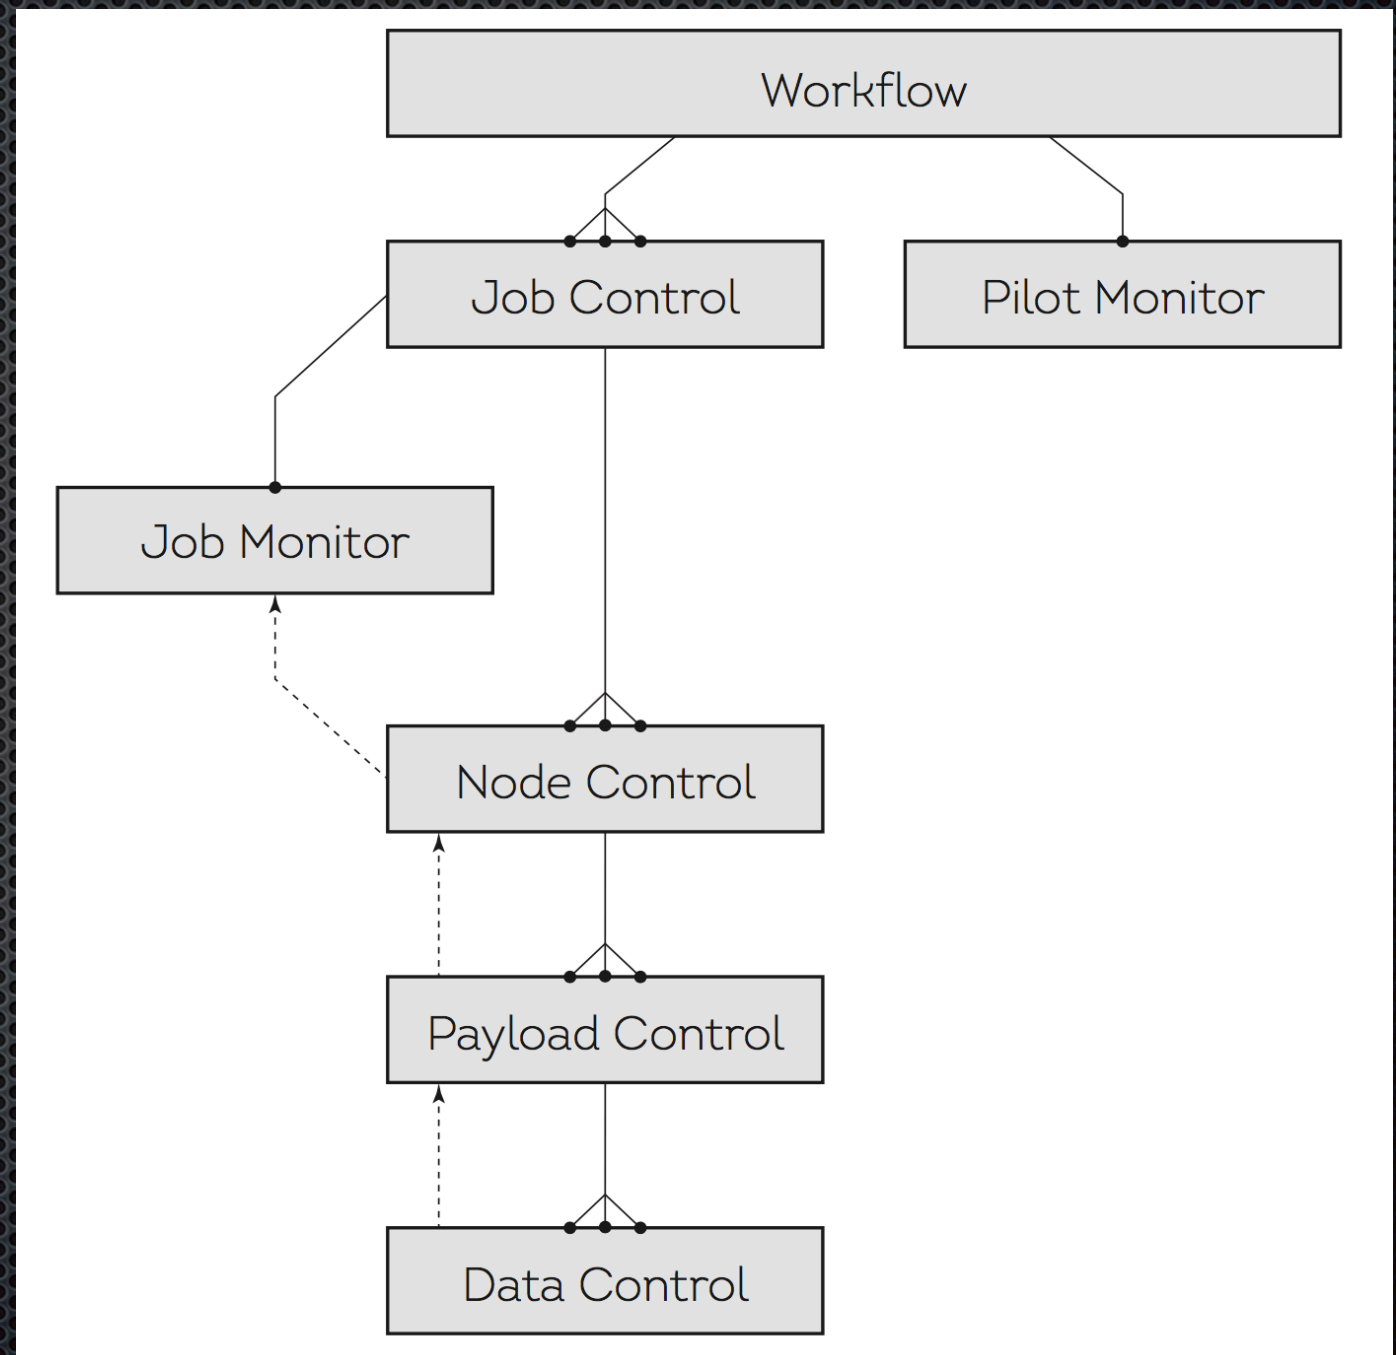 Workflow
Job Control
Pilot Monitor
Job Monitor
Node Control
Payload Control
Data Control